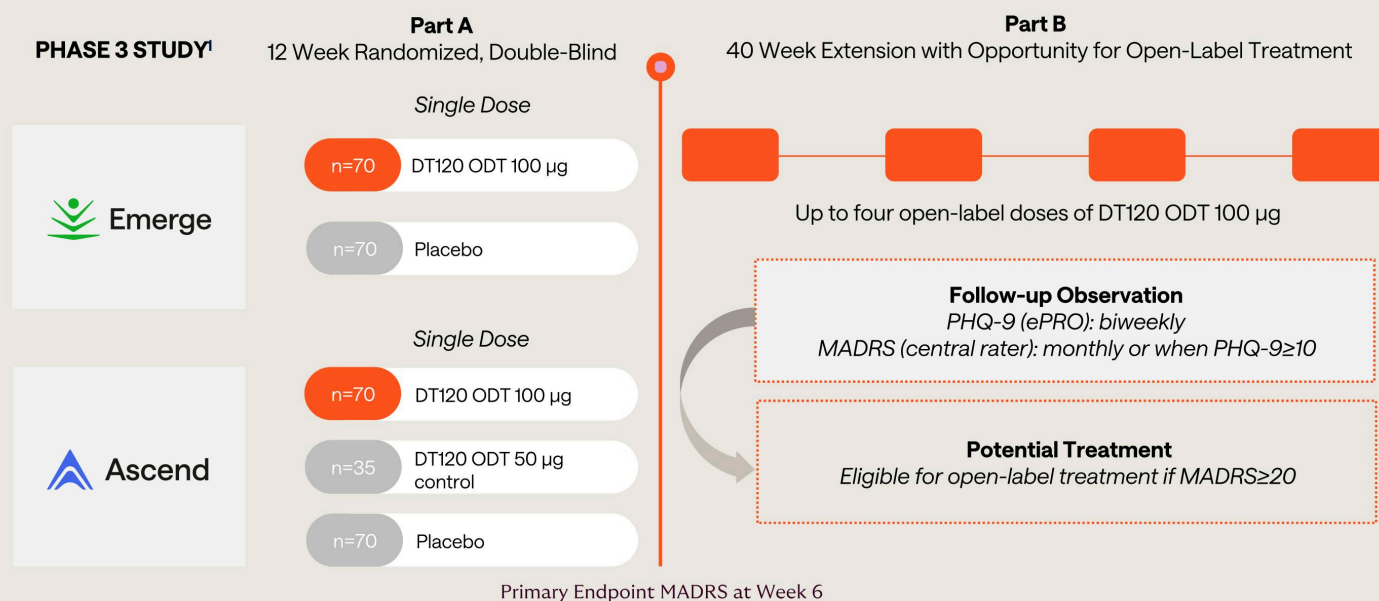 PHASE 3 STUDY¹
Part A
12 Week Randomized, Double-Blind
Part B
40 Week Extension with Opportunity for Open-Label Treatment
Emerge
Single Dose
n=70 DT120 ODT 100 µg
n=70 Placebo
Ascend
Single Dose
n=70 DT120 ODT 100 µg
n=35 DT120 ODT 50 µg
control
n=70 Placebo
Up to four open-label doses of DT120 ODT 100 µg
Follow-up Observation
PHQ-9 (ePRO): biweekly
MADRS (central rater): monthly or when PHQ-9≥10
Potential Treatment
Eligible for open-label treatment if MADRS≥20
Primary Endpoint MADRS at Week 6